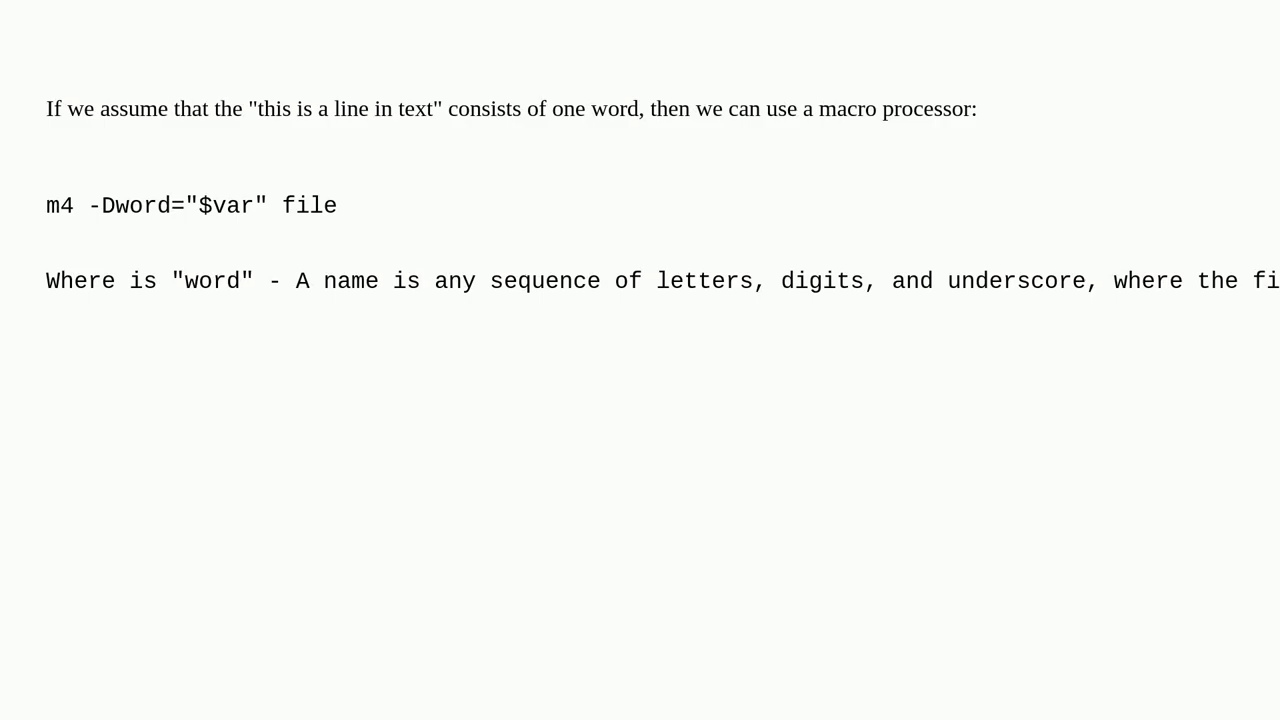 If we assume that the "this is a line in text" consists of one word, then we can use a macro processor:
m4 -Dword="$var" file
Where is "word" - A name is any sequence of letters, digits, and underscore, where the